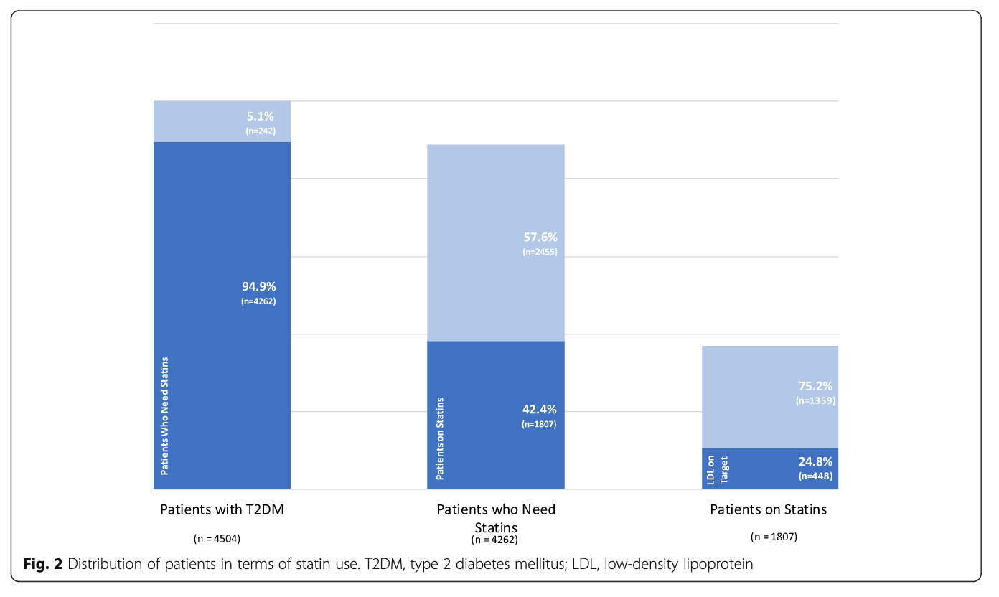 5.1%
(n=242)
94.9%
(n=4262)
Patients Who Need Statins
57.6%
(n=2455)
42.4%
(n=1807)
Patients on Statins
75.2%
(n=1359)
24.8%
(n=448)
LDL on
Target
Patients with T2DM
(n = 4504)
Patients who Need
Statins
(n = 4262)
Patients on Statins
(n = 1807)
Fig. 2 Distribution of patients in terms of statin use. T2DM, type 2 diabetes mellitus; LDL, low-density lipoprotein